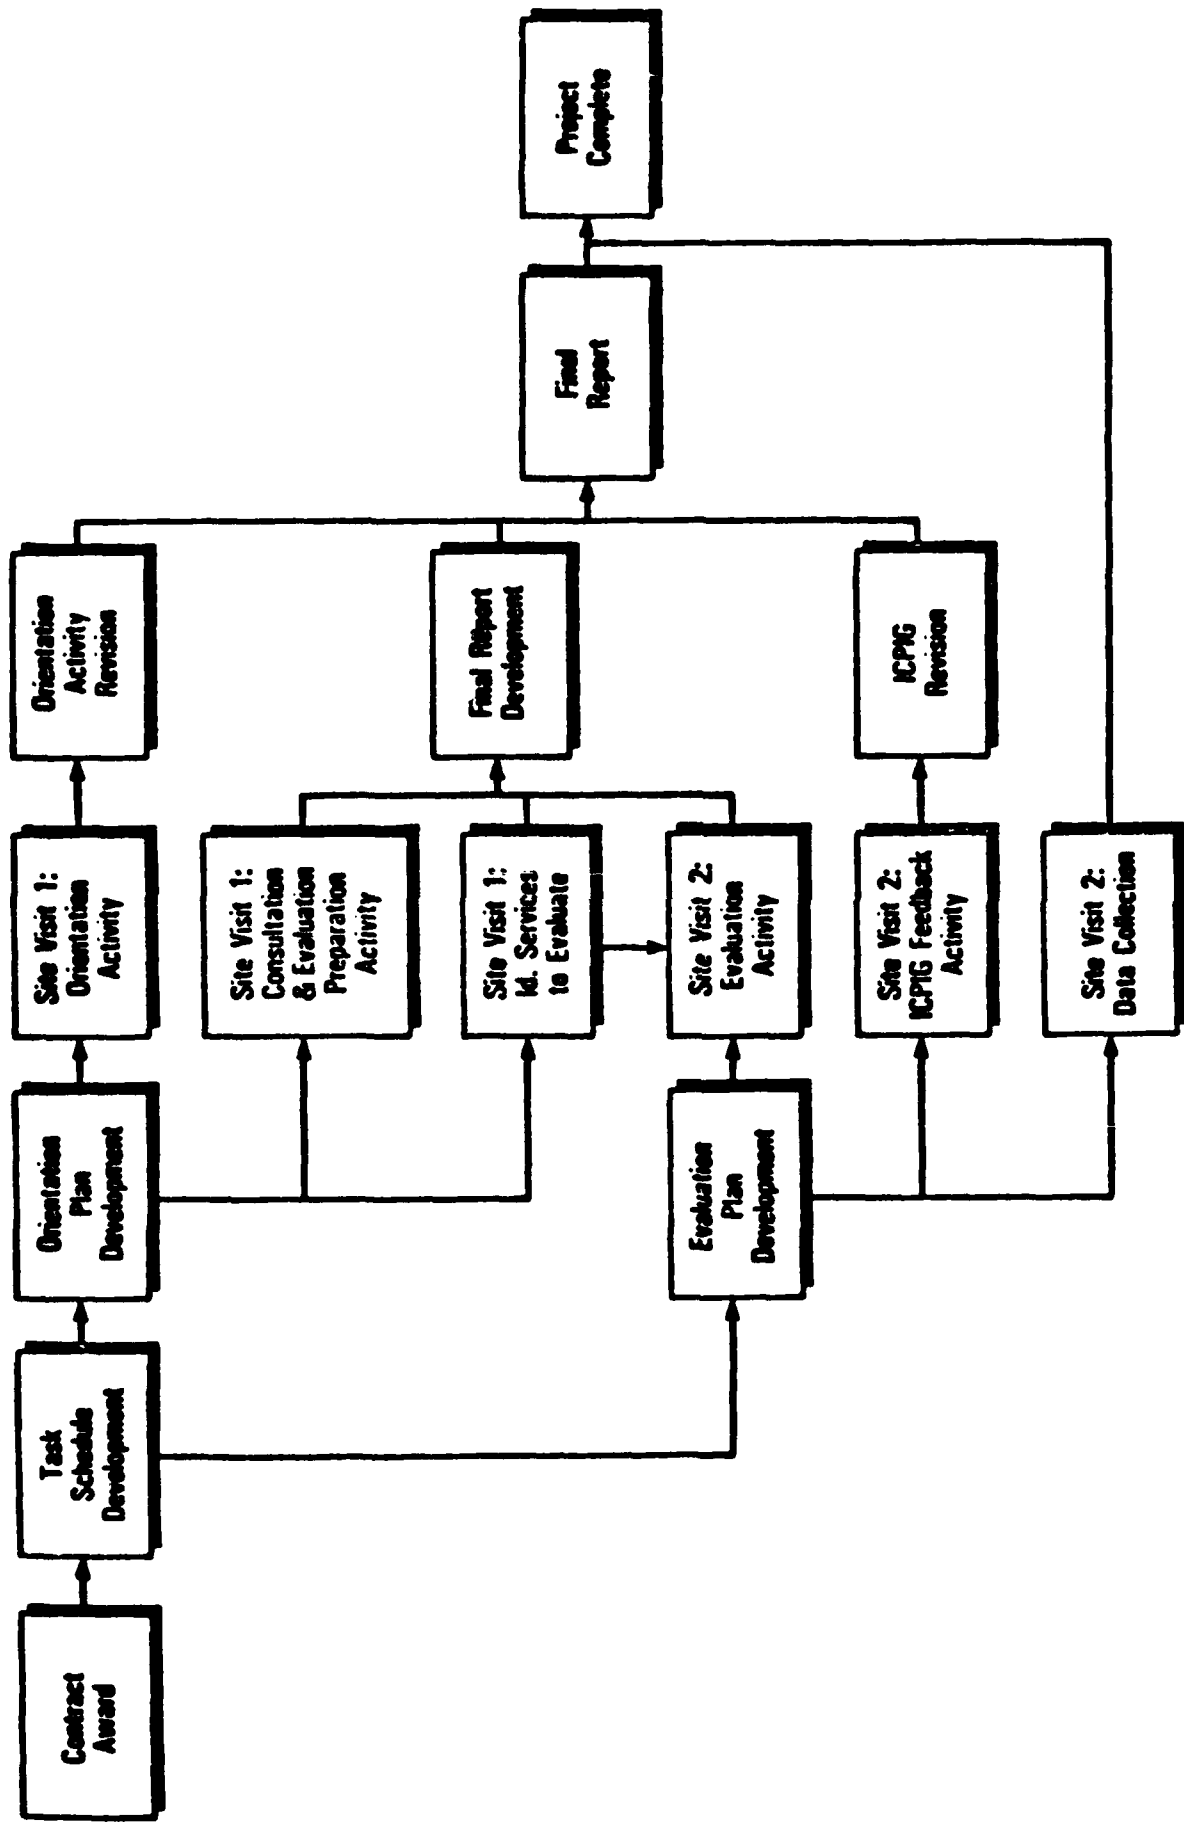 Contract
Award
Task
Schedule
Development
Orientation
Plan
Development
Site Visit 1:
Orientation
Activity
Orientation
Activity
Revision
Site Visit 1:
Consultation
& Evaluation
Preparation
Activity
Site Visit 1:
Id. Services
to Evaluate
Final Report
Development
Final
Report
Project
Complete
Evaluation
Plan
Development
Site Visit 2:
Evaluation
Activity
Site Visit 2:
ICPIG Feedback
Activity
ICPIG
Revision
Site Visit 2:
Data Collection